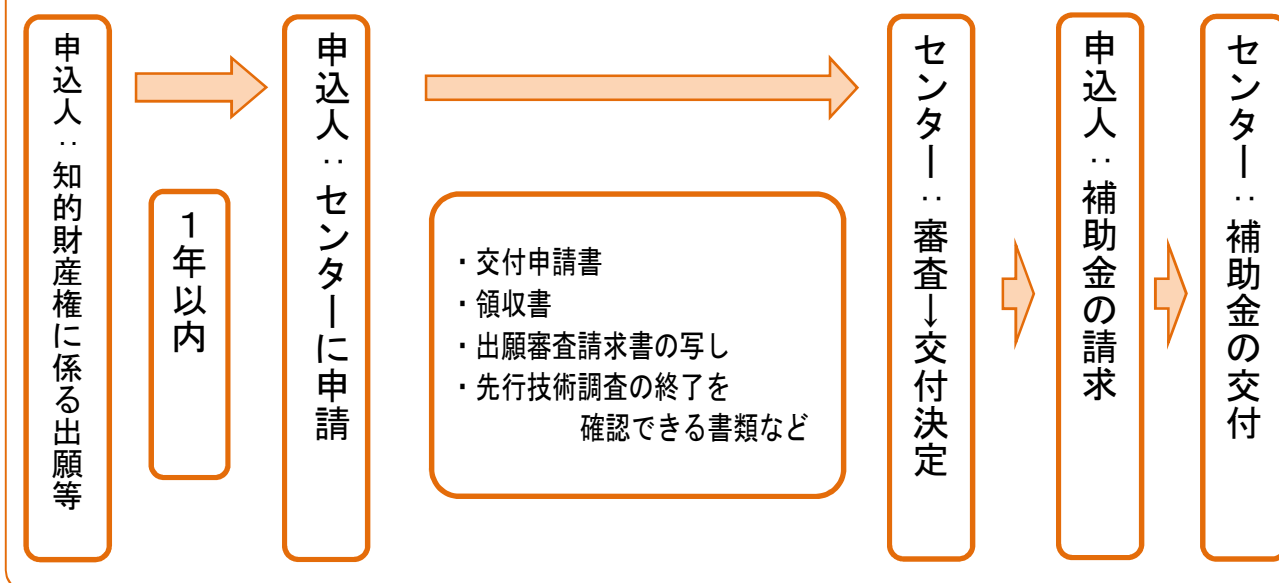 申込人：知的財産権に係る出願等
１年以内
申込人：センターに申請
・交付申請書
・領収書
・出願審査請求書の写し
・先行技術調査の終了を
確認できる書類など
センター：審査→交付決定
申込人：補助金の請求
センター：補助金の交付